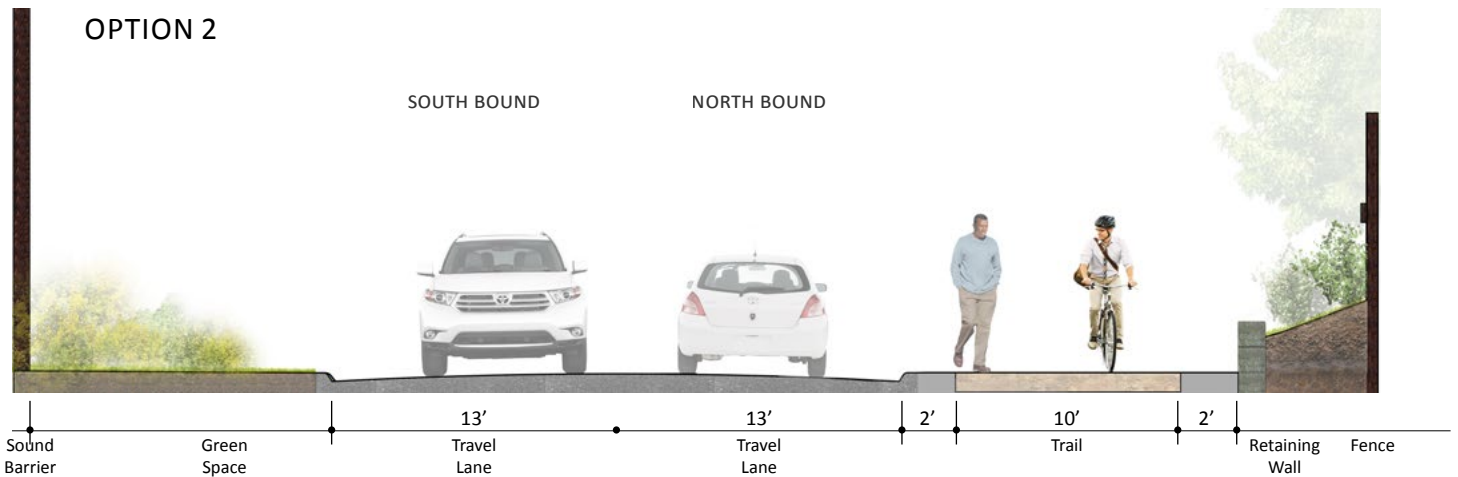 OPTION 2
SOUTH BOUND
NORTH BOUND
13’
13’
2’
10’
2’
Sound
Barrier
Green
Space
Travel
Lane
Travel
Lane
Trail
Retaining
Wall
Fence